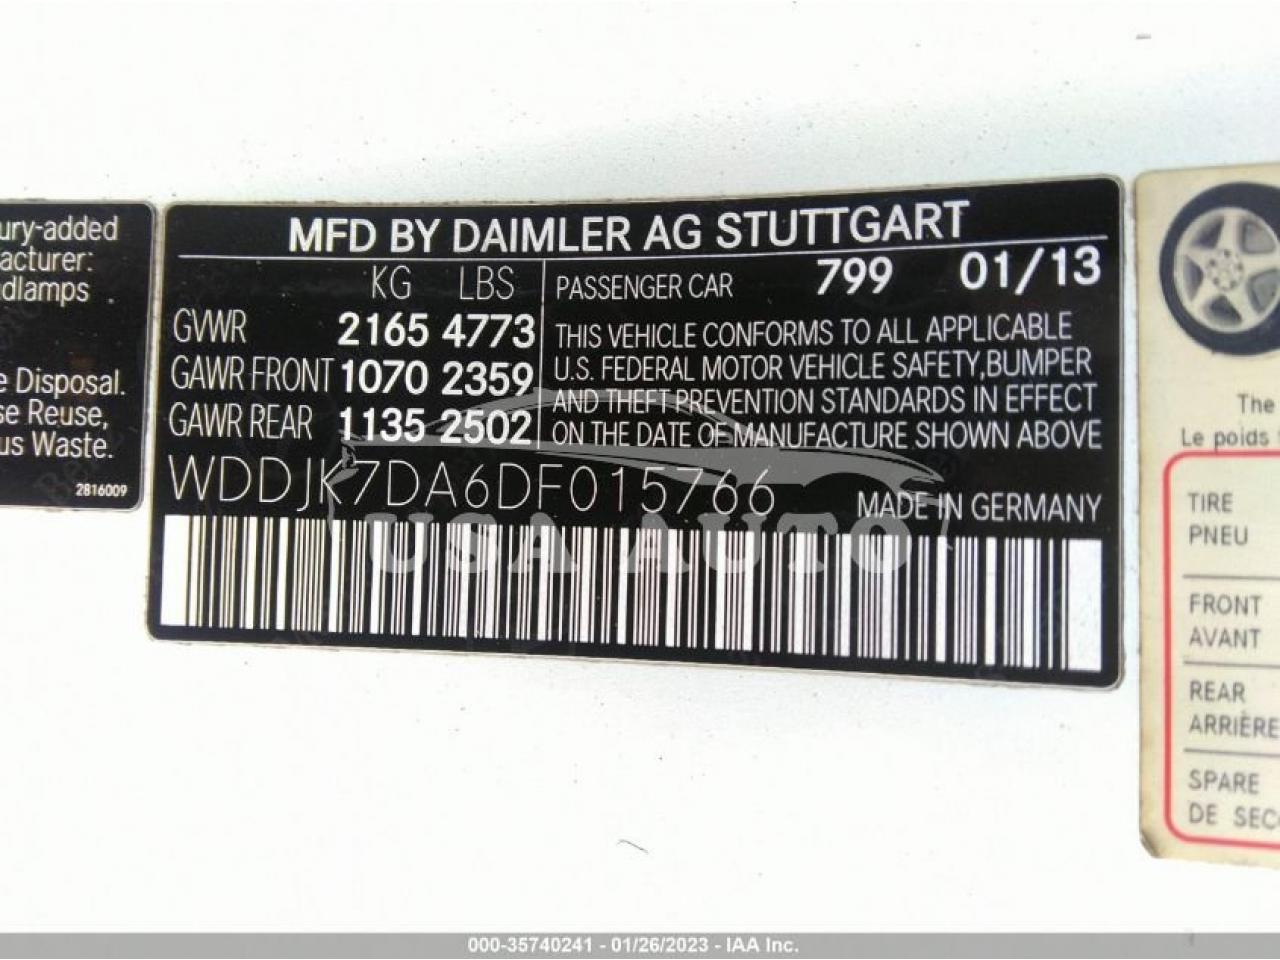 ury-added
acturer:
dlamps
e Disposal.
se Reuse,
us Waste.
2816009
MFD BY DAIMLER AG STUTTGART
KG LBS
GVWR 2165 4773
GAWR FRONT 1070 2359
GAWR REAR 1135 2502
PASSENGER CAR 799 01/13
THIS VEHICLE CONFORMS TO ALL APPLICABLE
U.S. FEDERAL MOTOR VEHICLE SAFETY,BUMPER
AND THEFT PREVENTION STANDARDS IN EFFECT
ON THE DATE OF MANUFACTURE SHOWN ABOVE
WDDJK7DA6DF015766
MADE IN GERMANY
USA AUTO
The
Le poids
TIRE
PNEU
FRONT
AVANT
REAR
ARRIÈRE
SPARE
DE SECO
000-35740241 - 01/26/2023 - IAA Inc.